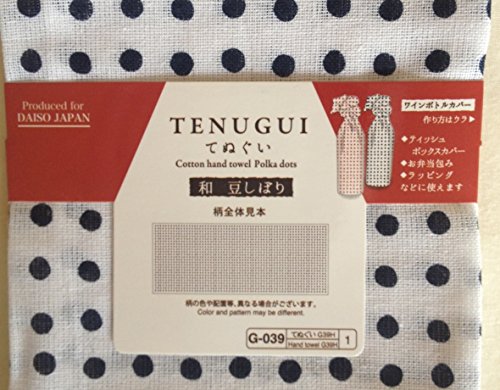 Produced for
DAISO JAPAN
TENUGUI
てぬぐい
Cotton hand towel Polka dots
和 豆しぼり
柄全体見本
柄の色や配置等、異なる場合がございます。
Color and pattern may be different.
G-039
てぬぐい G39H
Hand towel G39H
1
ワインボトルカバー
作り方はウラ▶
◆ティッシュ
ボックスカバー
◆お弁当包み
◆ラッピング
などに使えます